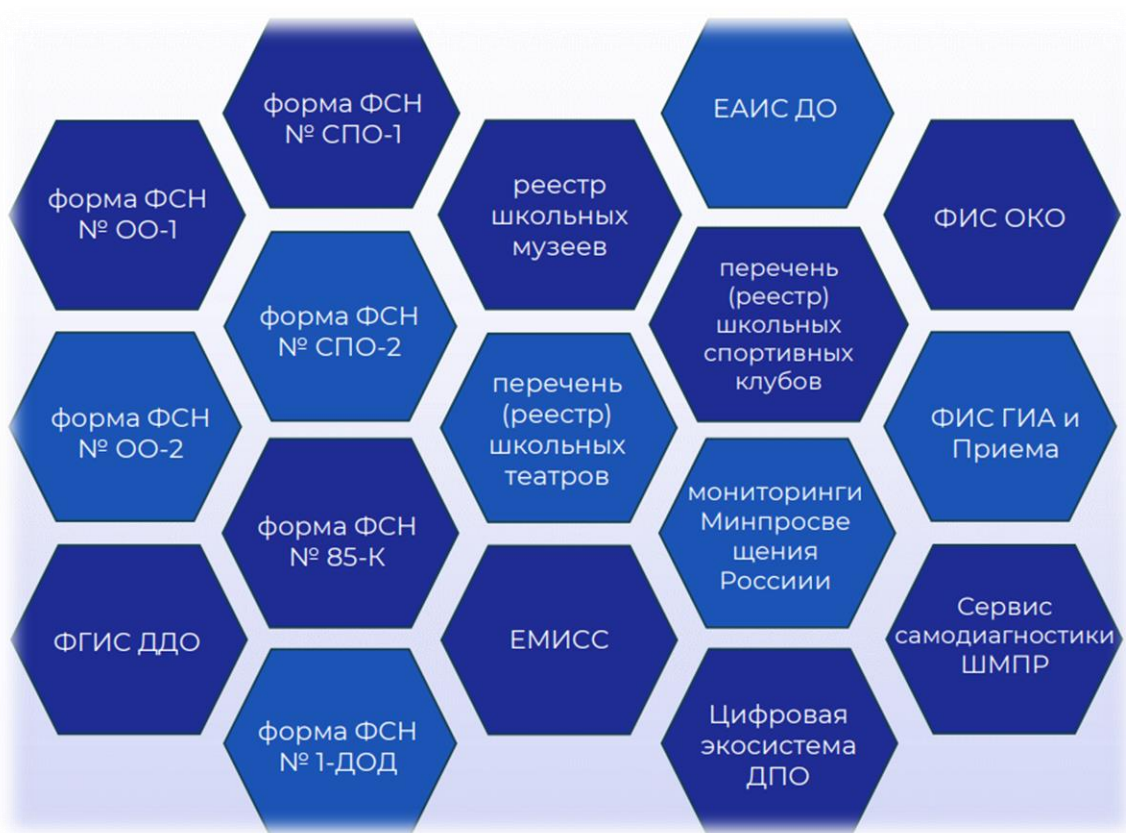 форма ФСН
№ ОО-1
форма ФСН
№ ОО-2
ФГИС ДДО
форма ФСН
№ СПО-1
форма ФСН
№ СПО-2
форма ФСН
№ 85-К
форма ФСН
№ 1-ДОД
реестр
школьных
музеев
перечень
(реестр)
школьных
театров
ЕМИСС
ЕАИС ДО
перечень
(реестр)
школьных
спортивных
клубов
мониторинги
Минпросве
щения
Росссии
Цифровая
экосистема
ДПО
ФИС ОКО
ФИС ГИА и
Приема
Сервис
самодиагностики
ШМПР